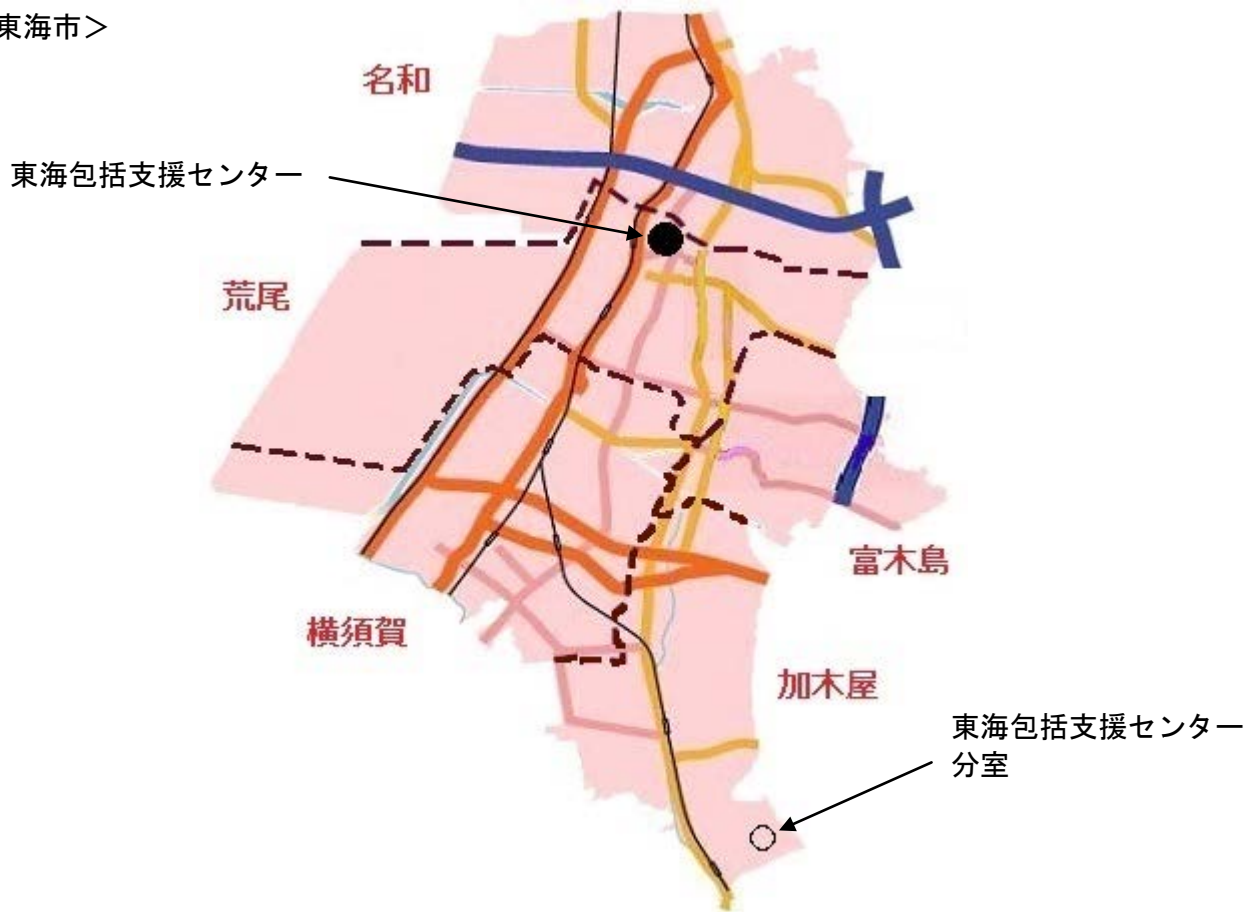 東海市＞
名和
東海包括支援センター
荒尾
富木島
横須賀
加木屋
東海包括支援センター
分室